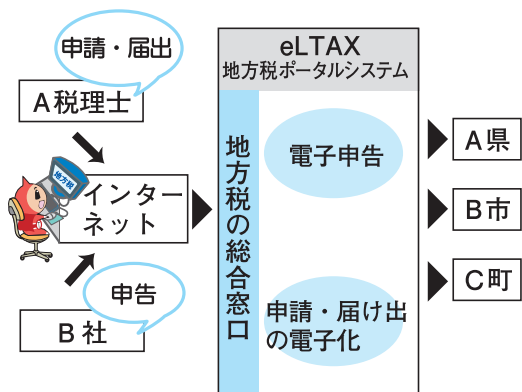 申請・届出
A税理士
地方税
インター
ネット
申告
B社
eLTAX
地方税ポータルシステム
地方税の総合窓口
電子申告
申請・届け出
の電子化
A県
B市
C町